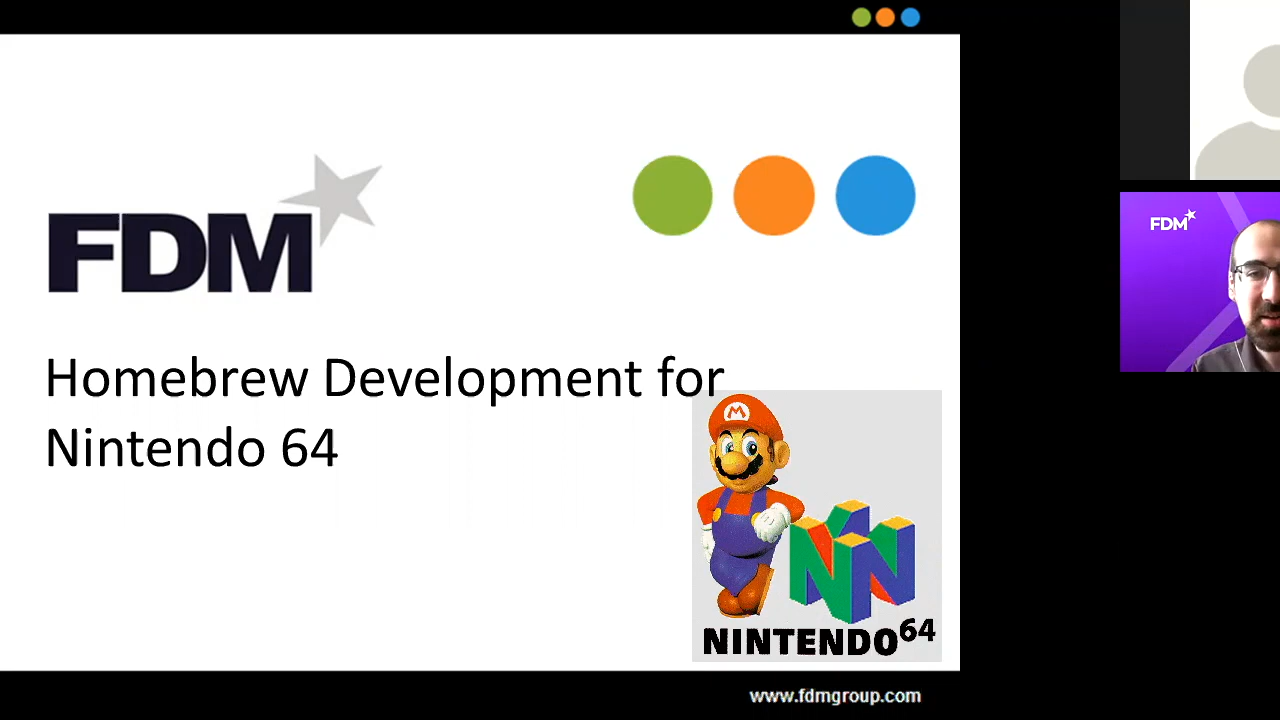 FDM
FDM
Homebrew Development for
Nintendo 64
M
NINTENDO64
www.fdmgroup.com